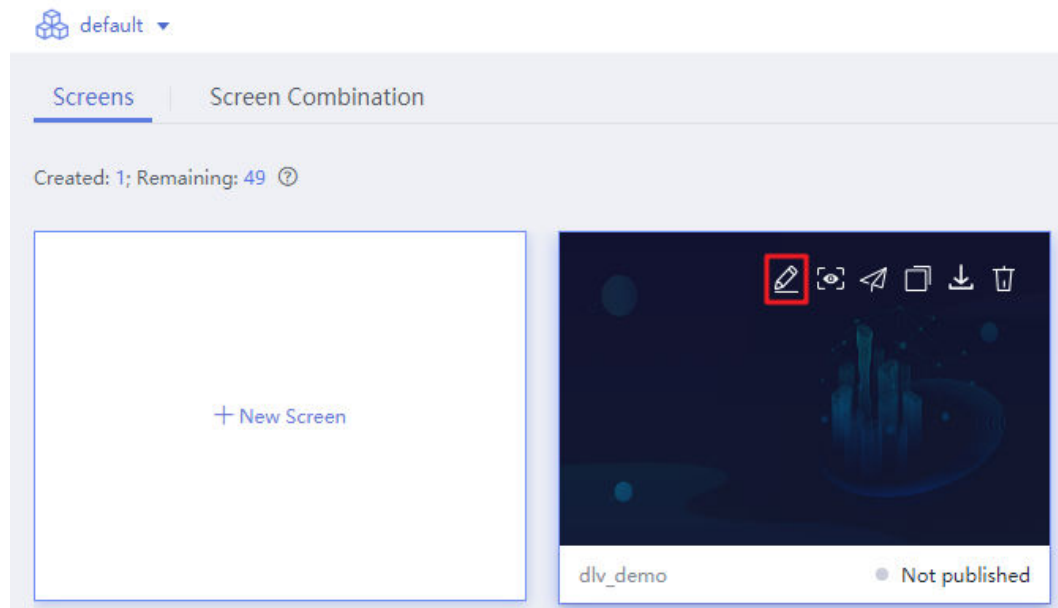 default
Screens
Screen Combination
Created: 1; Remaining: 49
+ New Screen
dlv_demo
Not published